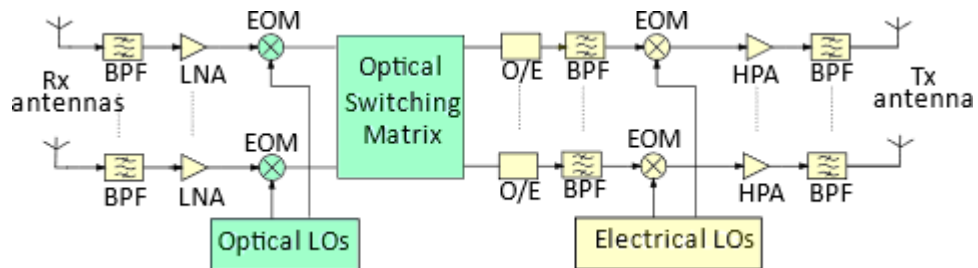 EOM
EOM
BPF
LNA
Optical
Switching
Matrix
O/E
BPF
HPA
BPF
Rx
antennas
Tx
antenna
EOM
EOM
BPF
LNA
O/E
BPF
HPA
BPF
Optical LOs
Electrical LOs